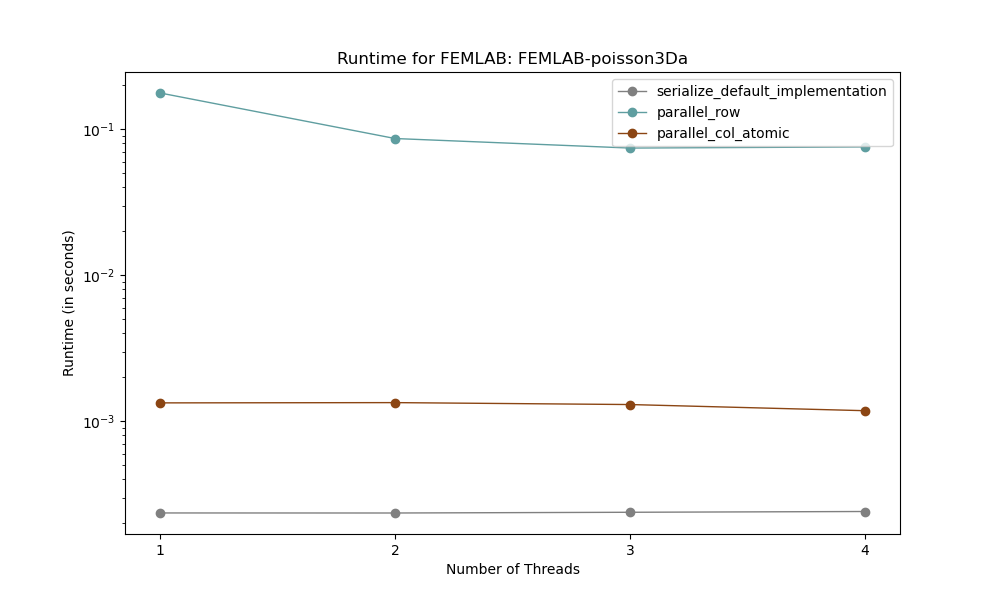 Runtime for FEMLAB: FEMLAB-poisson3Da
serialize_default_implementation
parallel_row
parallel_col_atomic
Runtime (in seconds)
10⁻¹
10⁻²
10⁻³
1 2 3 4
Number of Threads